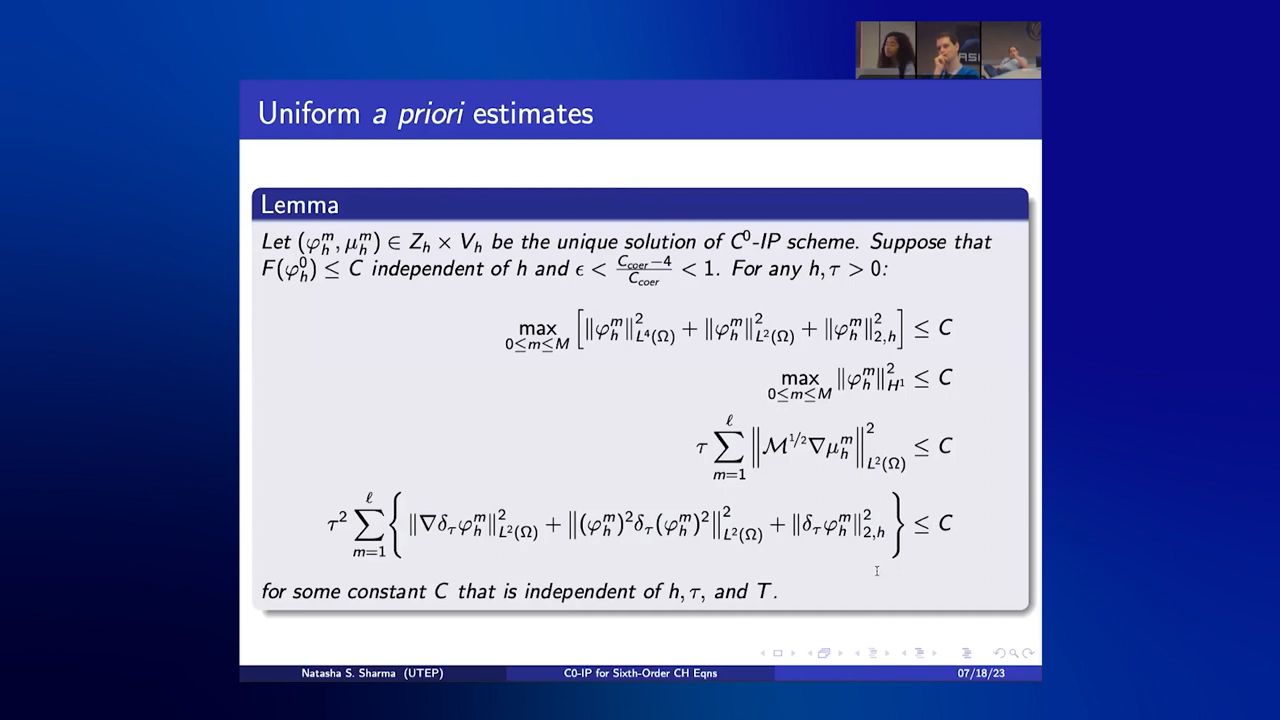 Uniform a priori estimates
Lemma
Let (φ_h^m, μ_h^m) ∈ Z_h × V_h be the unique solution of C⁰-IP scheme. Suppose that
F(φ_h^0) ≤ C independent of h and ϵ < (C_coer−4)/C_coer < 1. For any h, τ > 0:
max_{0≤m≤M} [‖φ_h^m‖²_{L⁴(Ω)} + ‖φ_h^m‖²_{L²(Ω)} + ‖φ_h^m‖²_{2,h}] ≤ C
max_{0≤m≤M} ‖φ_h^m‖²_{H¹} ≤ C
τ ∑_{m=1}^{ℓ} ‖M^{1/2}∇μ_h^m‖²_{L²(Ω)} ≤ C
τ² ∑_{m=1}^{ℓ} {‖∇δ_τφ_h^m‖²_{L²(Ω)} + ‖(φ_h^m)²δ_τ(φ_h^m)²‖²_{L²(Ω)} + ‖δ_τφ_h^m‖²_{2,h}} ≤ C
for some constant C that is independent of h, τ, and T.
Natasha S. Sharma (UTEP) C0-IP for Sixth-Order CH Eqns 07/18/23